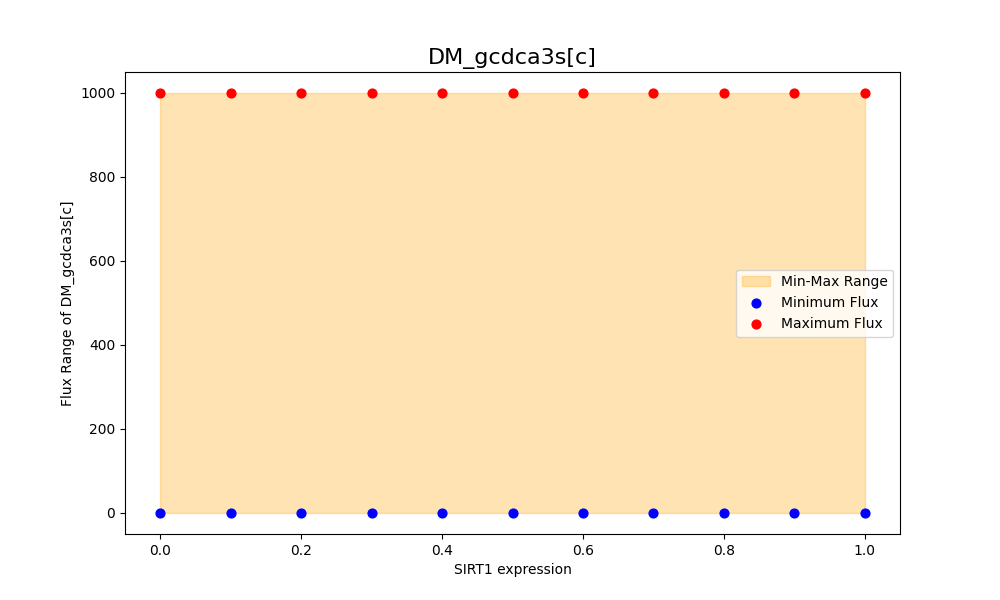 DM_gcdca3s[c]
Flux Range of DM_gcdca3s[c]
1000
800
600
400
200
0
Min-Max Range
Minimum Flux
Maximum Flux
0.0
0.2
0.4
0.6
0.8
1.0
SIRT1 expression